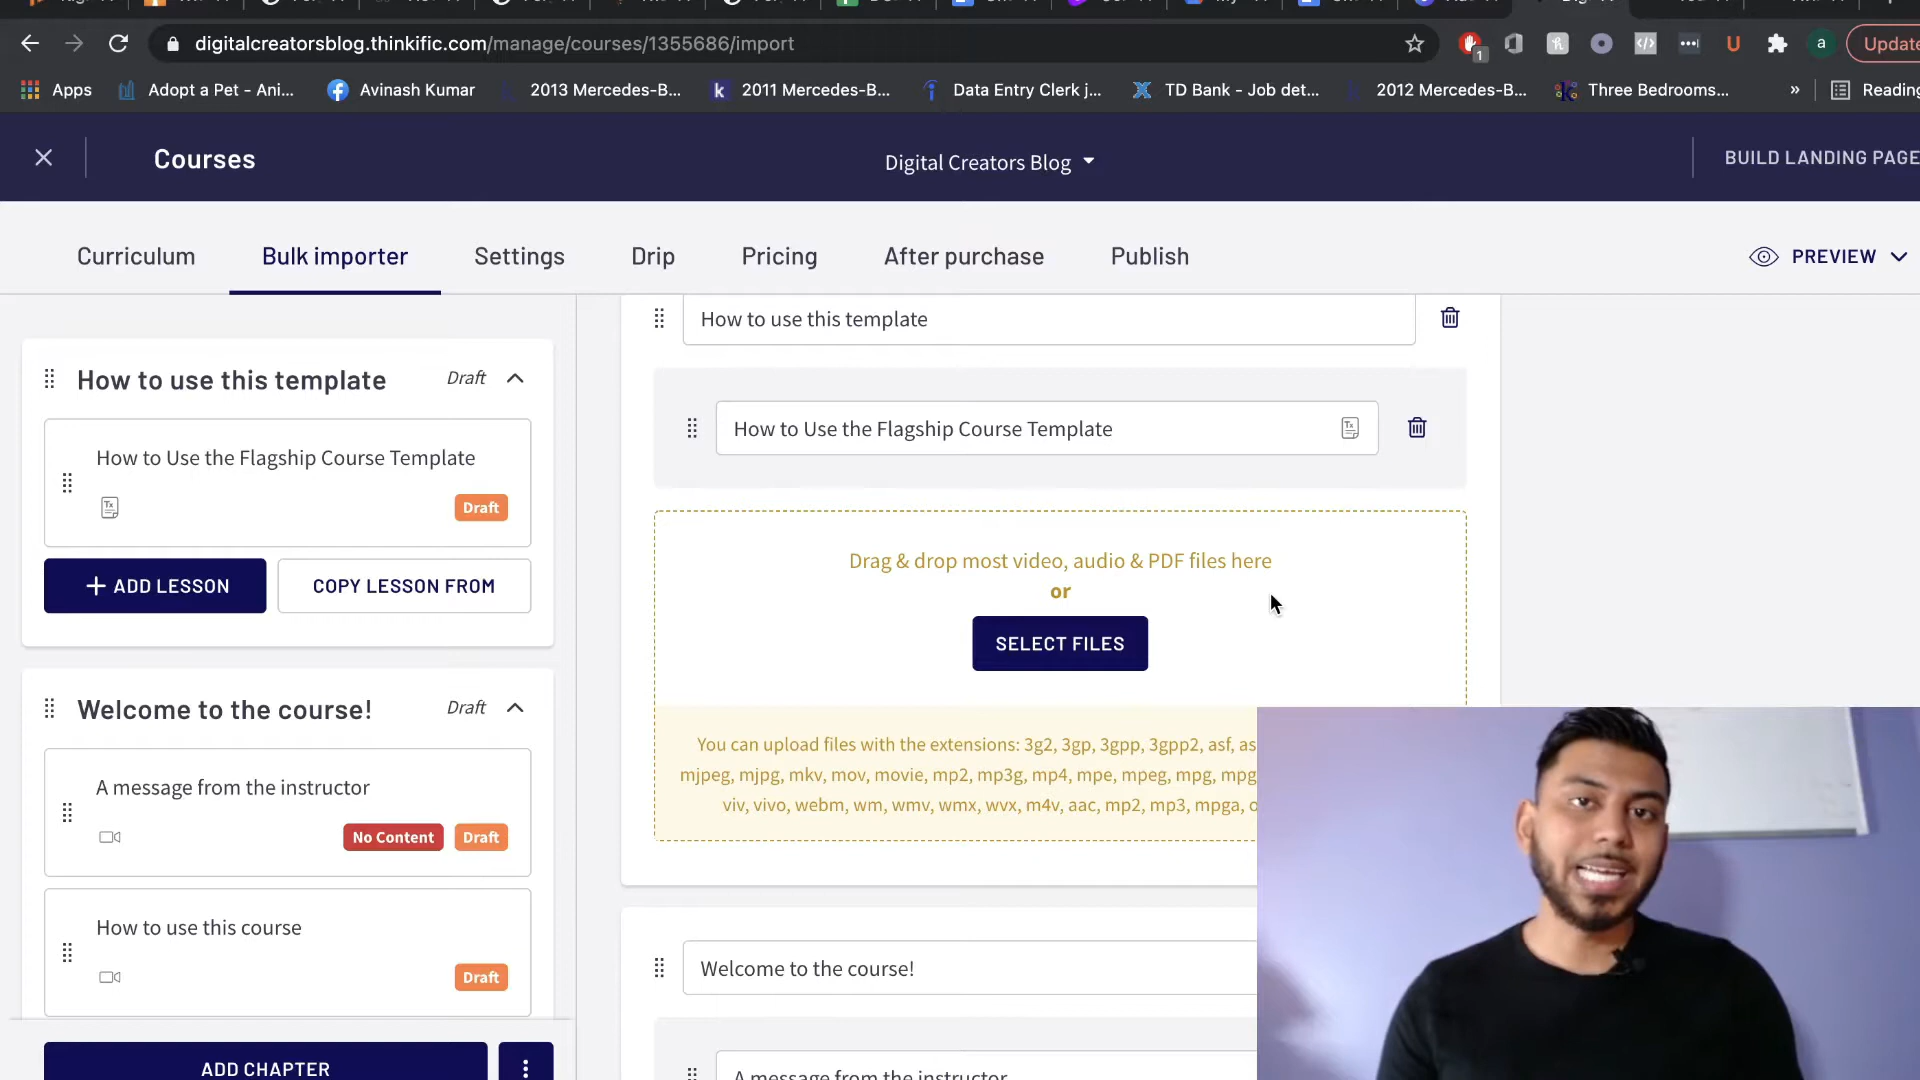 digitalcreatorsblog.thinkific.com/manage/courses/1355686/import
1
a
Update
Apps
Adopt a Pet - Ani...
Avinash Kumar
2013 Mercedes-B...
k
2011 Mercedes-B...
Data Entry Clerk j...
TD Bank - Job det...
2012 Mercedes-B...
Three Bedrooms...
»
Reading
Courses
Digital Creators Blog
BUILD LANDING PAGE
Curriculum
Bulk importer
Settings
Drip
Pricing
After purchase
Publish
PREVIEW
How to use this template
Draft
How to Use the Flagship Course Template
Tx
Draft
+ ADD LESSON
COPY LESSON FROM
Welcome to the course!
Draft
A message from the instructor
No Content
Draft
How to use this course
Draft
ADD CHAPTER
How to use this template
How to Use the Flagship Course Template
Tx
Drag & drop most video, audio & PDF files here
or
SELECT FILES
You can upload files with the extensions: 3g2, 3gp, 3gpp, 3gpp2, asf, as
mjpeg, mjpg, mkv, mov, movie, mp2, mp3g, mp4, mpe, mpeg, mpg, mpg
viv, vivo, webm, wm, wmv, wmx, wvx, m4v, aac, mp2, mp3, mpga, o
Welcome to the course!
A message from the instructor